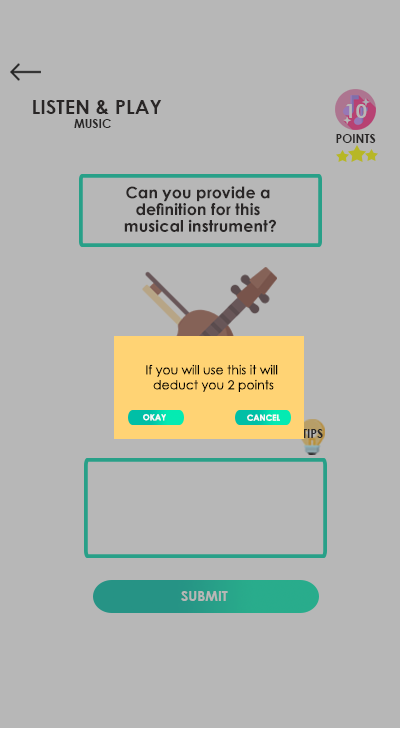 LISTEN & PLAY
MUSIC
10
POINTS
Can you provide a
definition for this
musical instrument?
If you will use this it will
deduct you 2 points
OKAY
CANCEL
TIPS
SUBMIT